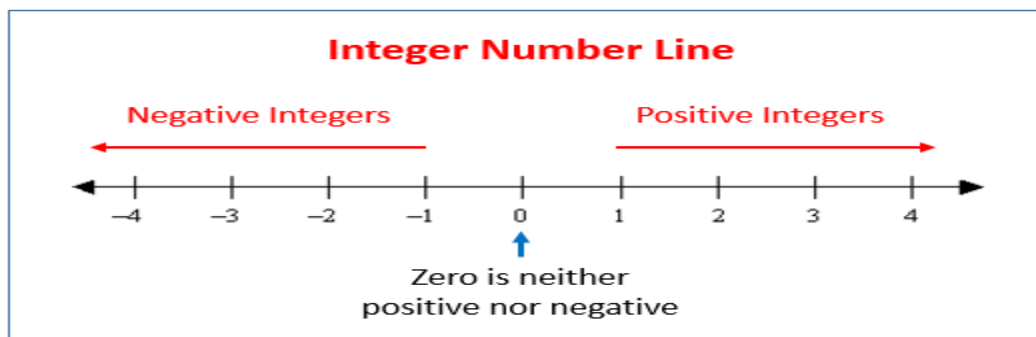 Integer Number Line
Negative Integers Positive Integers
–4 –3 –2 –1 0 1 2 3 4
Zero is neither
positive nor negative